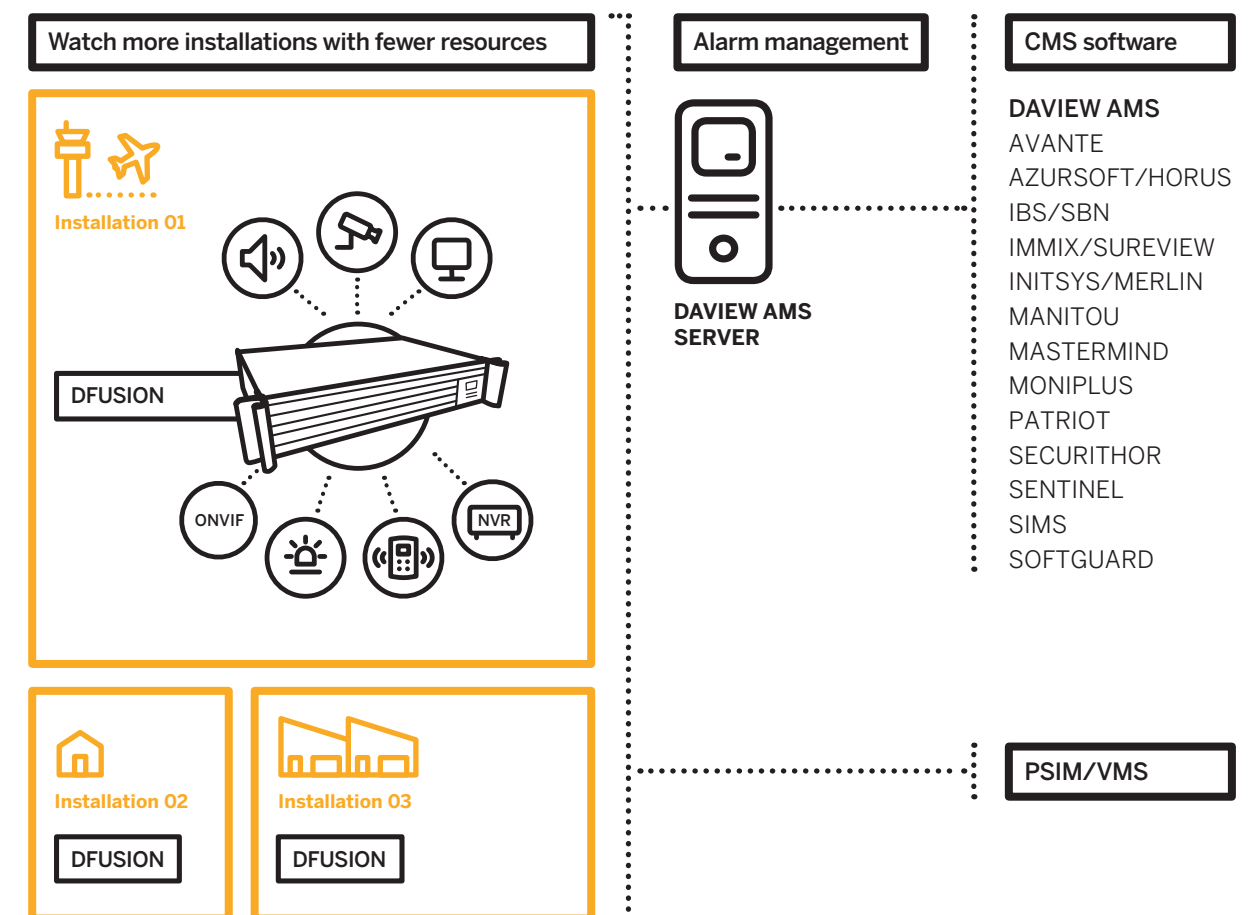 Watch more installations with fewer resources
Installation 01
DFUSION
ONVIF
NVR
Installation 02
DFUSION
Installation 03
DFUSION
Alarm management
DAVIEW AMS
SERVER
CMS software
DAVIEW AMS
AVANTE
AZURSOFT/HORUS
IBS/SBN
IMMIX/SUREVIEW
INITSYS/MERLIN
MANITOU
MASTERMIND
MONIPLUS
PATRIOT
SECURITHOR
SENTINEL
SIMS
SOFTGUARD
PSIM/VMS